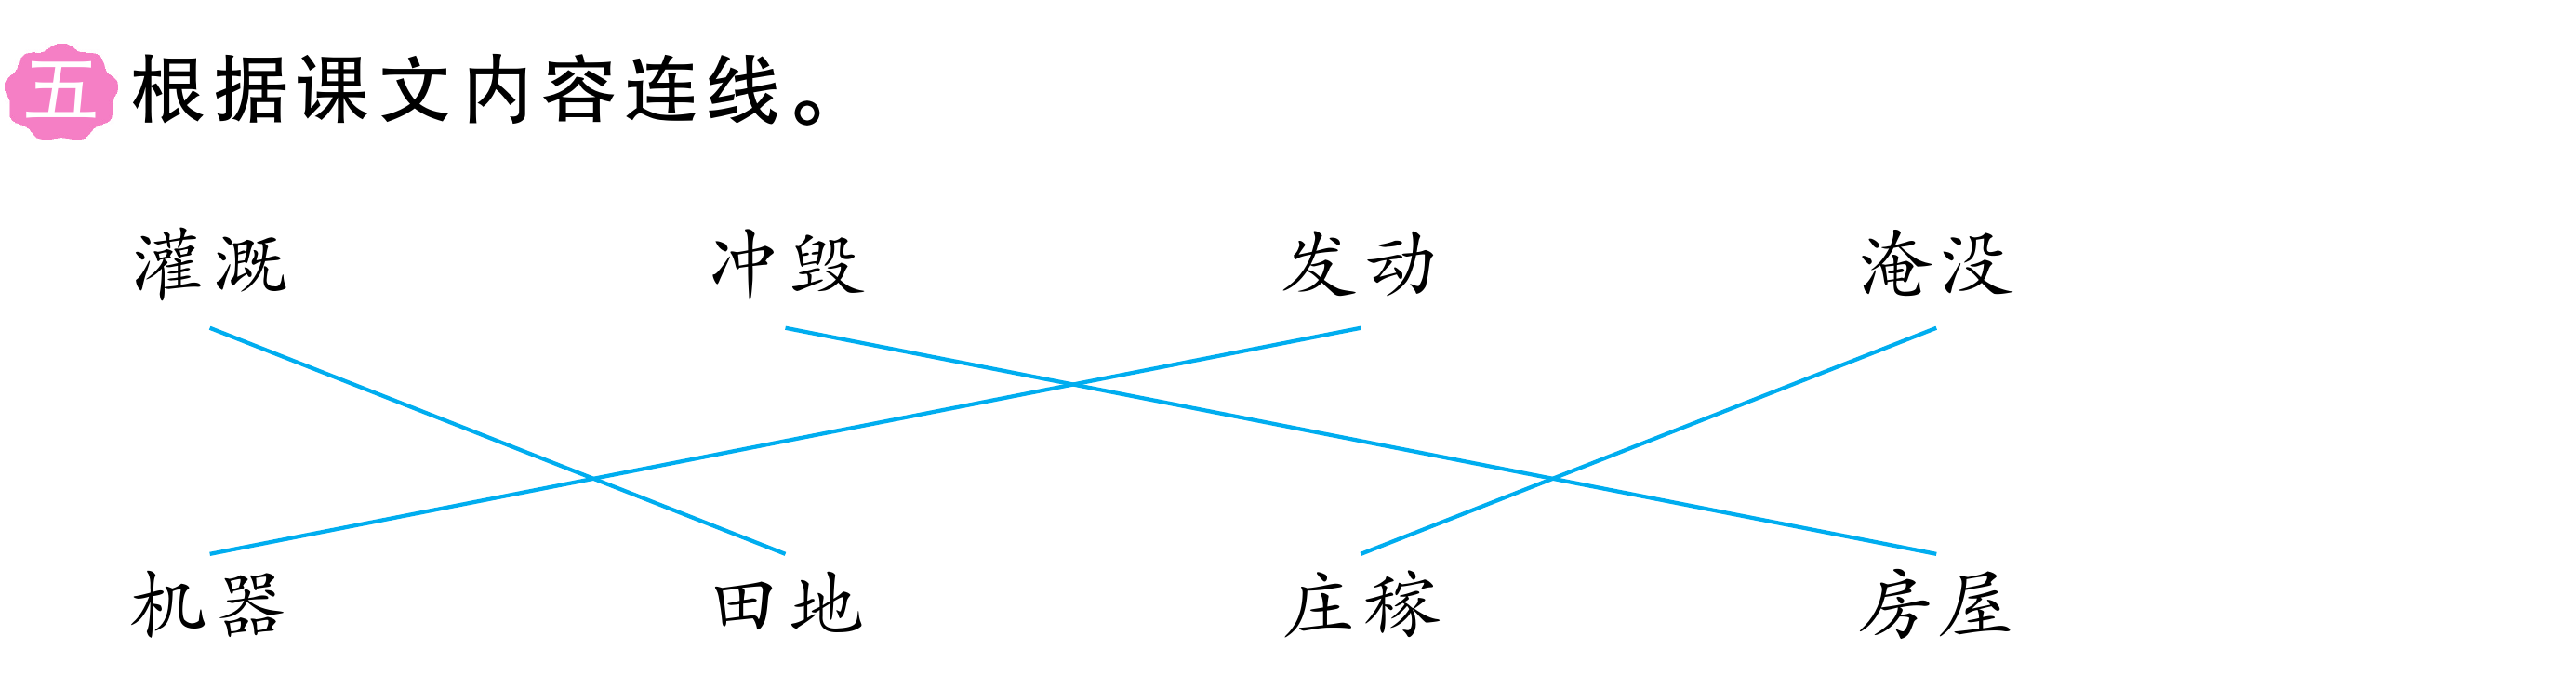 五 根据课文内容连线。
灌溉 冲毁 发动 淹没
机器 田地 庄稼 房屋